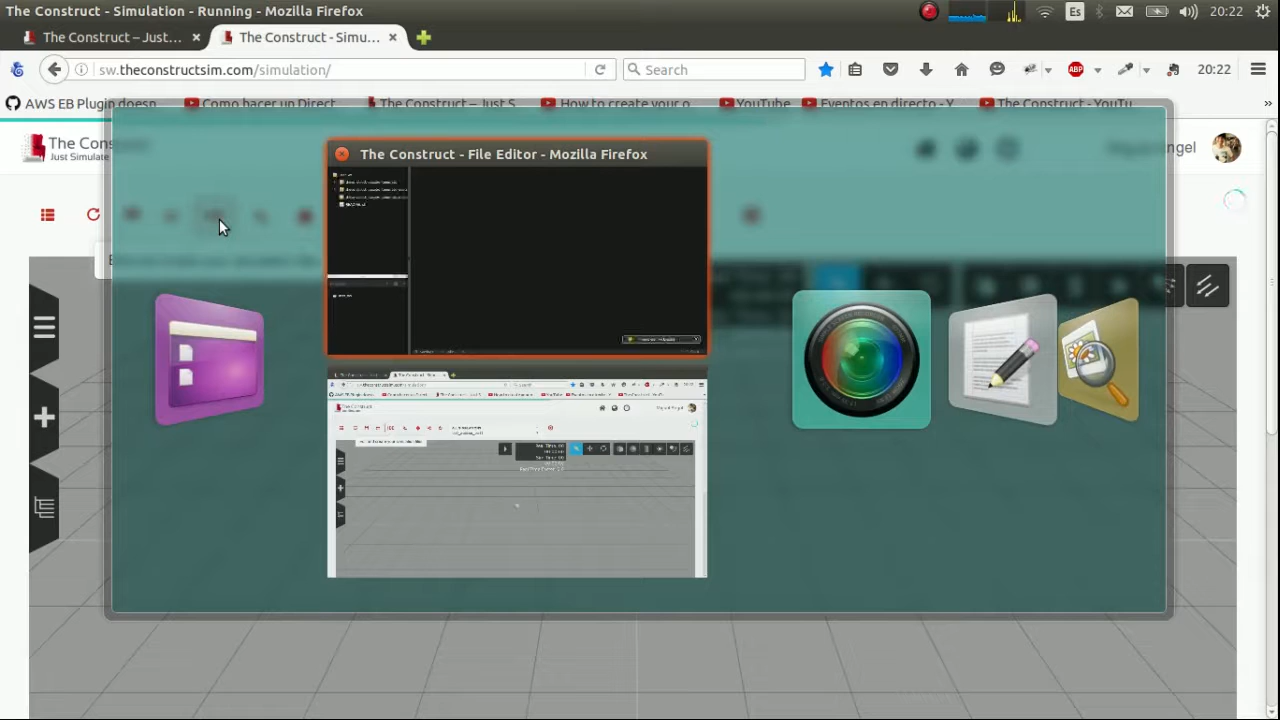 The Construct - Simulation - Running - Mozilla Firefox
Es
20:22
The Construct – Just ...
The Construct - Simu...
sw.theconstructsim.com/simulation/
Search
ABP
20:22
AWS EB Plugin doesn
Como hacer un Direct
The Construct – Just S
How to create your o
YouTube
Eventos en directo - Y
The Construct - YouTu
»
The Cons
Just Simulate
The Construct - File Editor - Mozilla Firefox